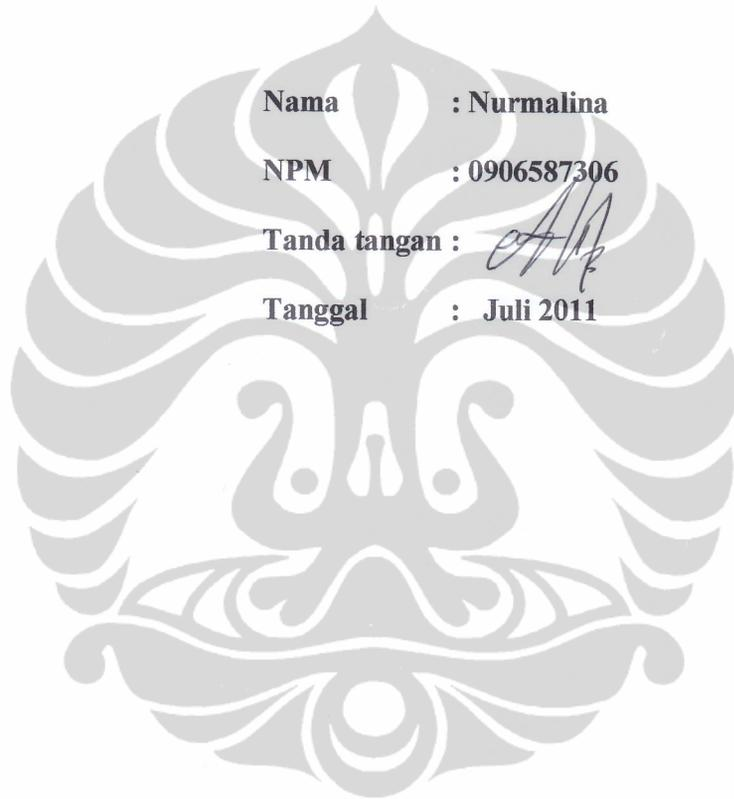 Nama : Nurmalina
NPM : 0906587306
Tanda tangan :
Tanggal : Juli 2011